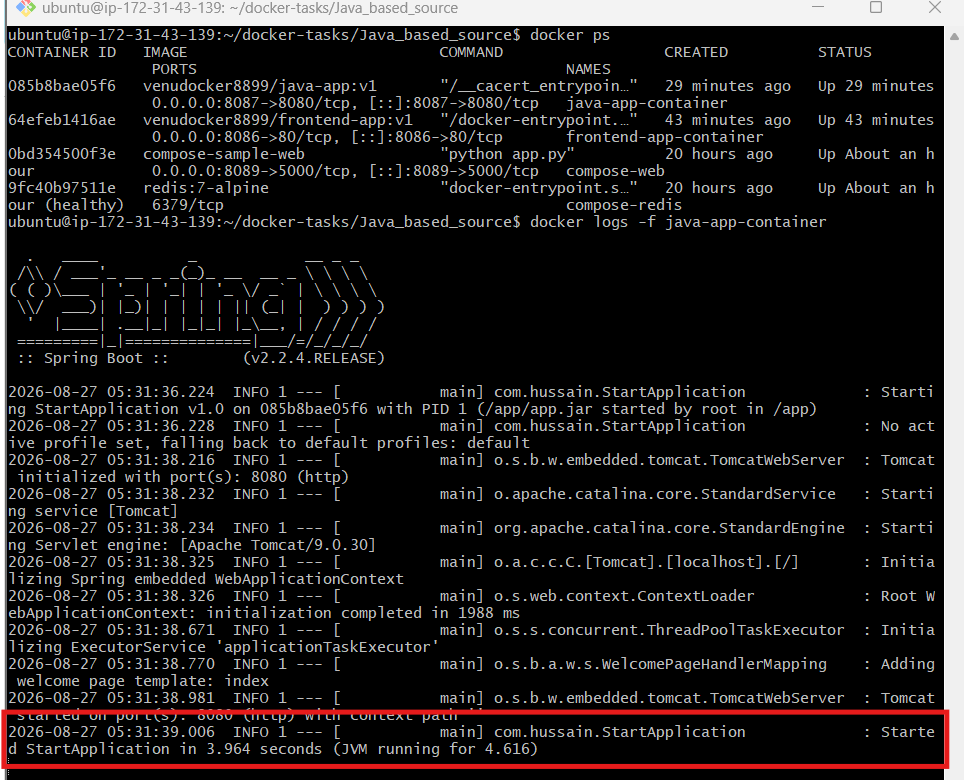 ubuntu@ip-172-31-43-139: ~/docker-tasks/Java_based_source
ubuntu@ip-172-31-43-139:~/docker-tasks/Java_based_source$ docker ps
CONTAINER ID   IMAGE                             COMMAND                  CREATED          STATUS
                PORTS                                         NAMES
085b8bae05f6   venudocker8899/java-app:v1       "/__cacert_entrypoin…"   29 minutes ago   Up 29 minutes
                0.0.0.0:8087->8080/tcp, [::]:8087->8080/tcp   java-app-container
64efeb1416ae   venudocker8899/frontend-app:v1   "/docker-entrypoint.…"   43 minutes ago   Up 43 minutes
                0.0.0.0:8086->80/tcp, [::]:8086->80/tcp       frontend-app-container
0bd354500f3e   compose-sample-web               "python app.py"          20 hours ago     Up About an h
our             0.0.0.0:8089->5000/tcp, [::]:8089->5000/tcp   compose-web
9fc40b97511e   redis:7-alpine                   "docker-entrypoint.s…"   20 hours ago     Up About an h
our (healthy)   6379/tcp                                      compose-redis
ubuntu@ip-172-31-43-139:~/docker-tasks/Java_based_source$ docker logs -f java-app-container
  .   ____          _            __ _ _
 /\\ / ___'_ __ _ _(_)_ __  __ _ \ \ \ \
( ( )\___ | '_ | '_| | '_ \/ _` | \ \ \ \
 \\/  ___)| |_)| | | | | || (_| |  ) ) ) )
  '  |____| .__|_| |_|_| |_\__, | / / / /
 =========|_|==============|___/=/_/_/_/
 :: Spring Boot ::        (v2.2.4.RELEASE)
2026-08-27 05:31:36.224  INFO 1 --- [           main] com.hussain.StartApplication             : Starti
ng StartApplication v1.0 on 085b8bae05f6 with PID 1 (/app/app.jar started by root in /app)
2026-08-27 05:31:36.228  INFO 1 --- [           main] com.hussain.StartApplication             : No act
ive profile set, falling back to default profiles: default
2026-08-27 05:31:38.216  INFO 1 --- [           main] o.s.b.w.embedded.tomcat.TomcatWebServer  : Tomcat
 initialized with port(s): 8080 (http)
2026-08-27 05:31:38.232  INFO 1 --- [           main] o.apache.catalina.core.StandardService   : Starti
ng service [Tomcat]
2026-08-27 05:31:38.234  INFO 1 --- [           main] org.apache.catalina.core.StandardEngine  : Starti
ng Servlet engine: [Apache Tomcat/9.0.30]
2026-08-27 05:31:38.325  INFO 1 --- [           main] o.a.c.c.C.[Tomcat].[localhost].[/]       : Initia
lizing Spring embedded WebApplicationContext
2026-08-27 05:31:38.326  INFO 1 --- [           main] o.s.web.context.ContextLoader            : Root W
ebApplicationContext: initialization completed in 1988 ms
2026-08-27 05:31:38.671  INFO 1 --- [           main] o.s.s.concurrent.ThreadPoolTaskExecutor  : Initia
lizing ExecutorService 'applicationTaskExecutor'
2026-08-27 05:31:38.770  INFO 1 --- [           main] o.s.b.a.w.s.WelcomePageHandlerMapping    : Adding
 welcome page template: index
2026-08-27 05:31:38.981  INFO 1 --- [           main] o.s.b.w.embedded.tomcat.TomcatWebServer  : Tomcat
 started on port(s): 8080 (http) with context path
2026-08-27 05:31:39.006  INFO 1 --- [           main] com.hussain.StartApplication             : Starte
d StartApplication in 3.964 seconds (JVM running for 4.616)